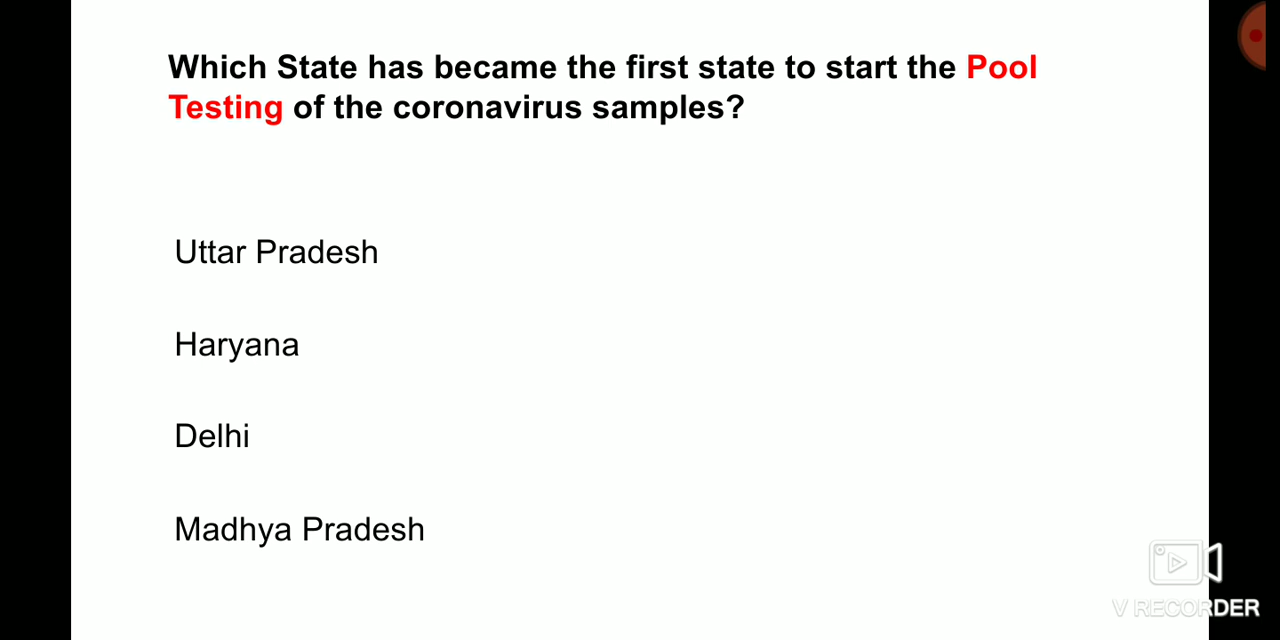 Which State has became the first state to start the Pool
Testing of the coronavirus samples?
Uttar Pradesh
Haryana
Delhi
Madhya Pradesh
V RECORDER